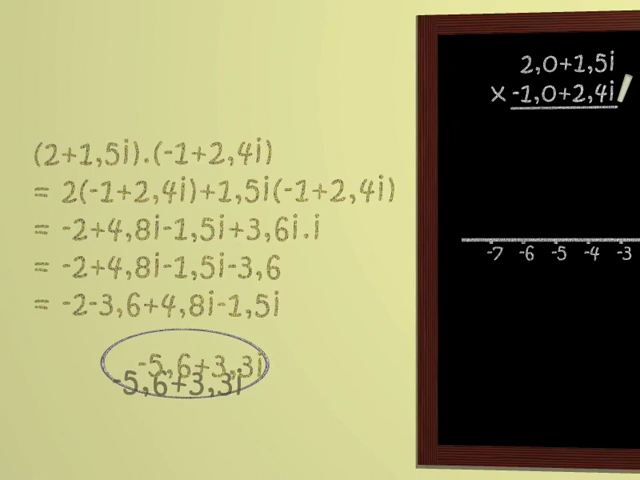 (2+1,5i).(-1+2,4i)
= 2(-1+2,4i)+1,5i(-1+2,4i)
= -2+4,8i-1,5i+3,6i.i
= -2+4,8i-1,5i-3,6
= -2-3,6+4,8i-1,5i
-5,6+3,3i
-5,6+3,3i
2,0+1,5i
× -1,0+2,4i
-7 -6 -5 -4 -3